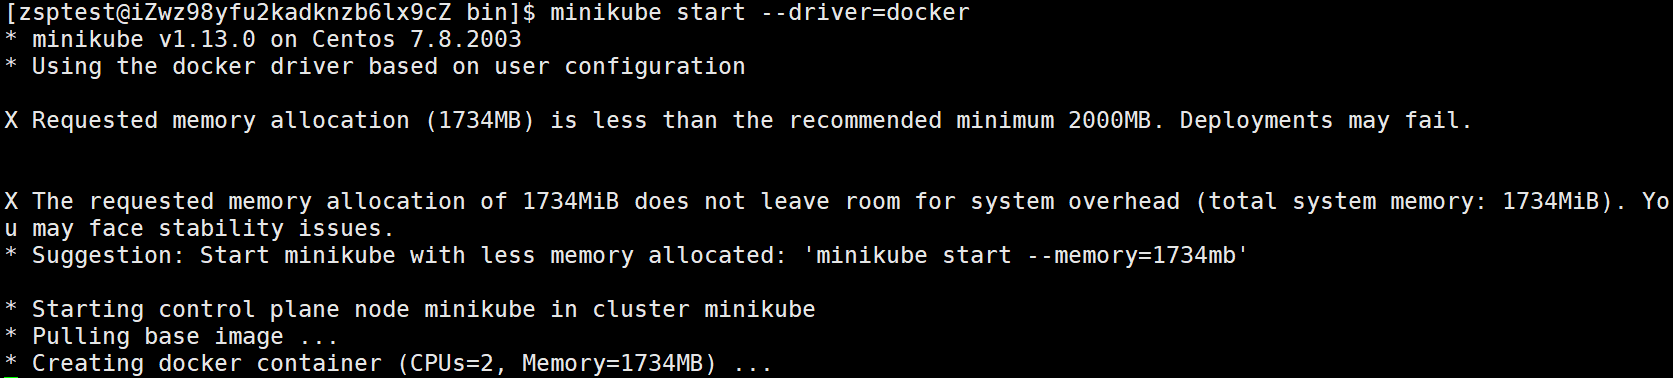 [zsptest@iZwz98yfu2kadknzb6lx9cZ bin]$ minikube start --driver=docker
* minikube v1.13.0 on Centos 7.8.2003
* Using the docker driver based on user configuration
X Requested memory allocation (1734MB) is less than the recommended minimum 2000MB. Deployments may fail.
X The requested memory allocation of 1734MiB does not leave room for system overhead (total system memory: 1734MiB). Yo
u may face stability issues.
* Suggestion: Start minikube with less memory allocated: 'minikube start --memory=1734mb'
* Starting control plane node minikube in cluster minikube
* Pulling base image ...
* Creating docker container (CPUs=2, Memory=1734MB) ...